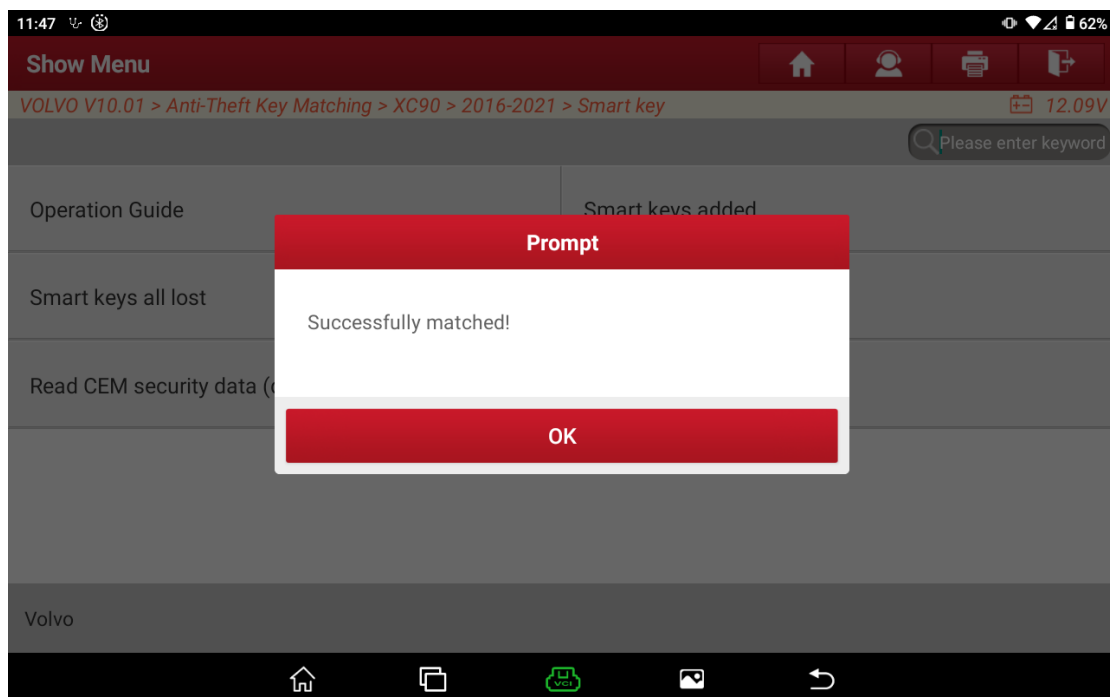 11:47 62%
Show Menu
VOLVO V10.01 > Anti-Theft Key Matching > XC90 > 2016-2021 > Smart key 12.09V
Please enter keyword
Operation Guide Smart keys added
Prompt
Smart keys all lost
Successfully matched!
Read CEM security data (
OK
Volvo
VCI